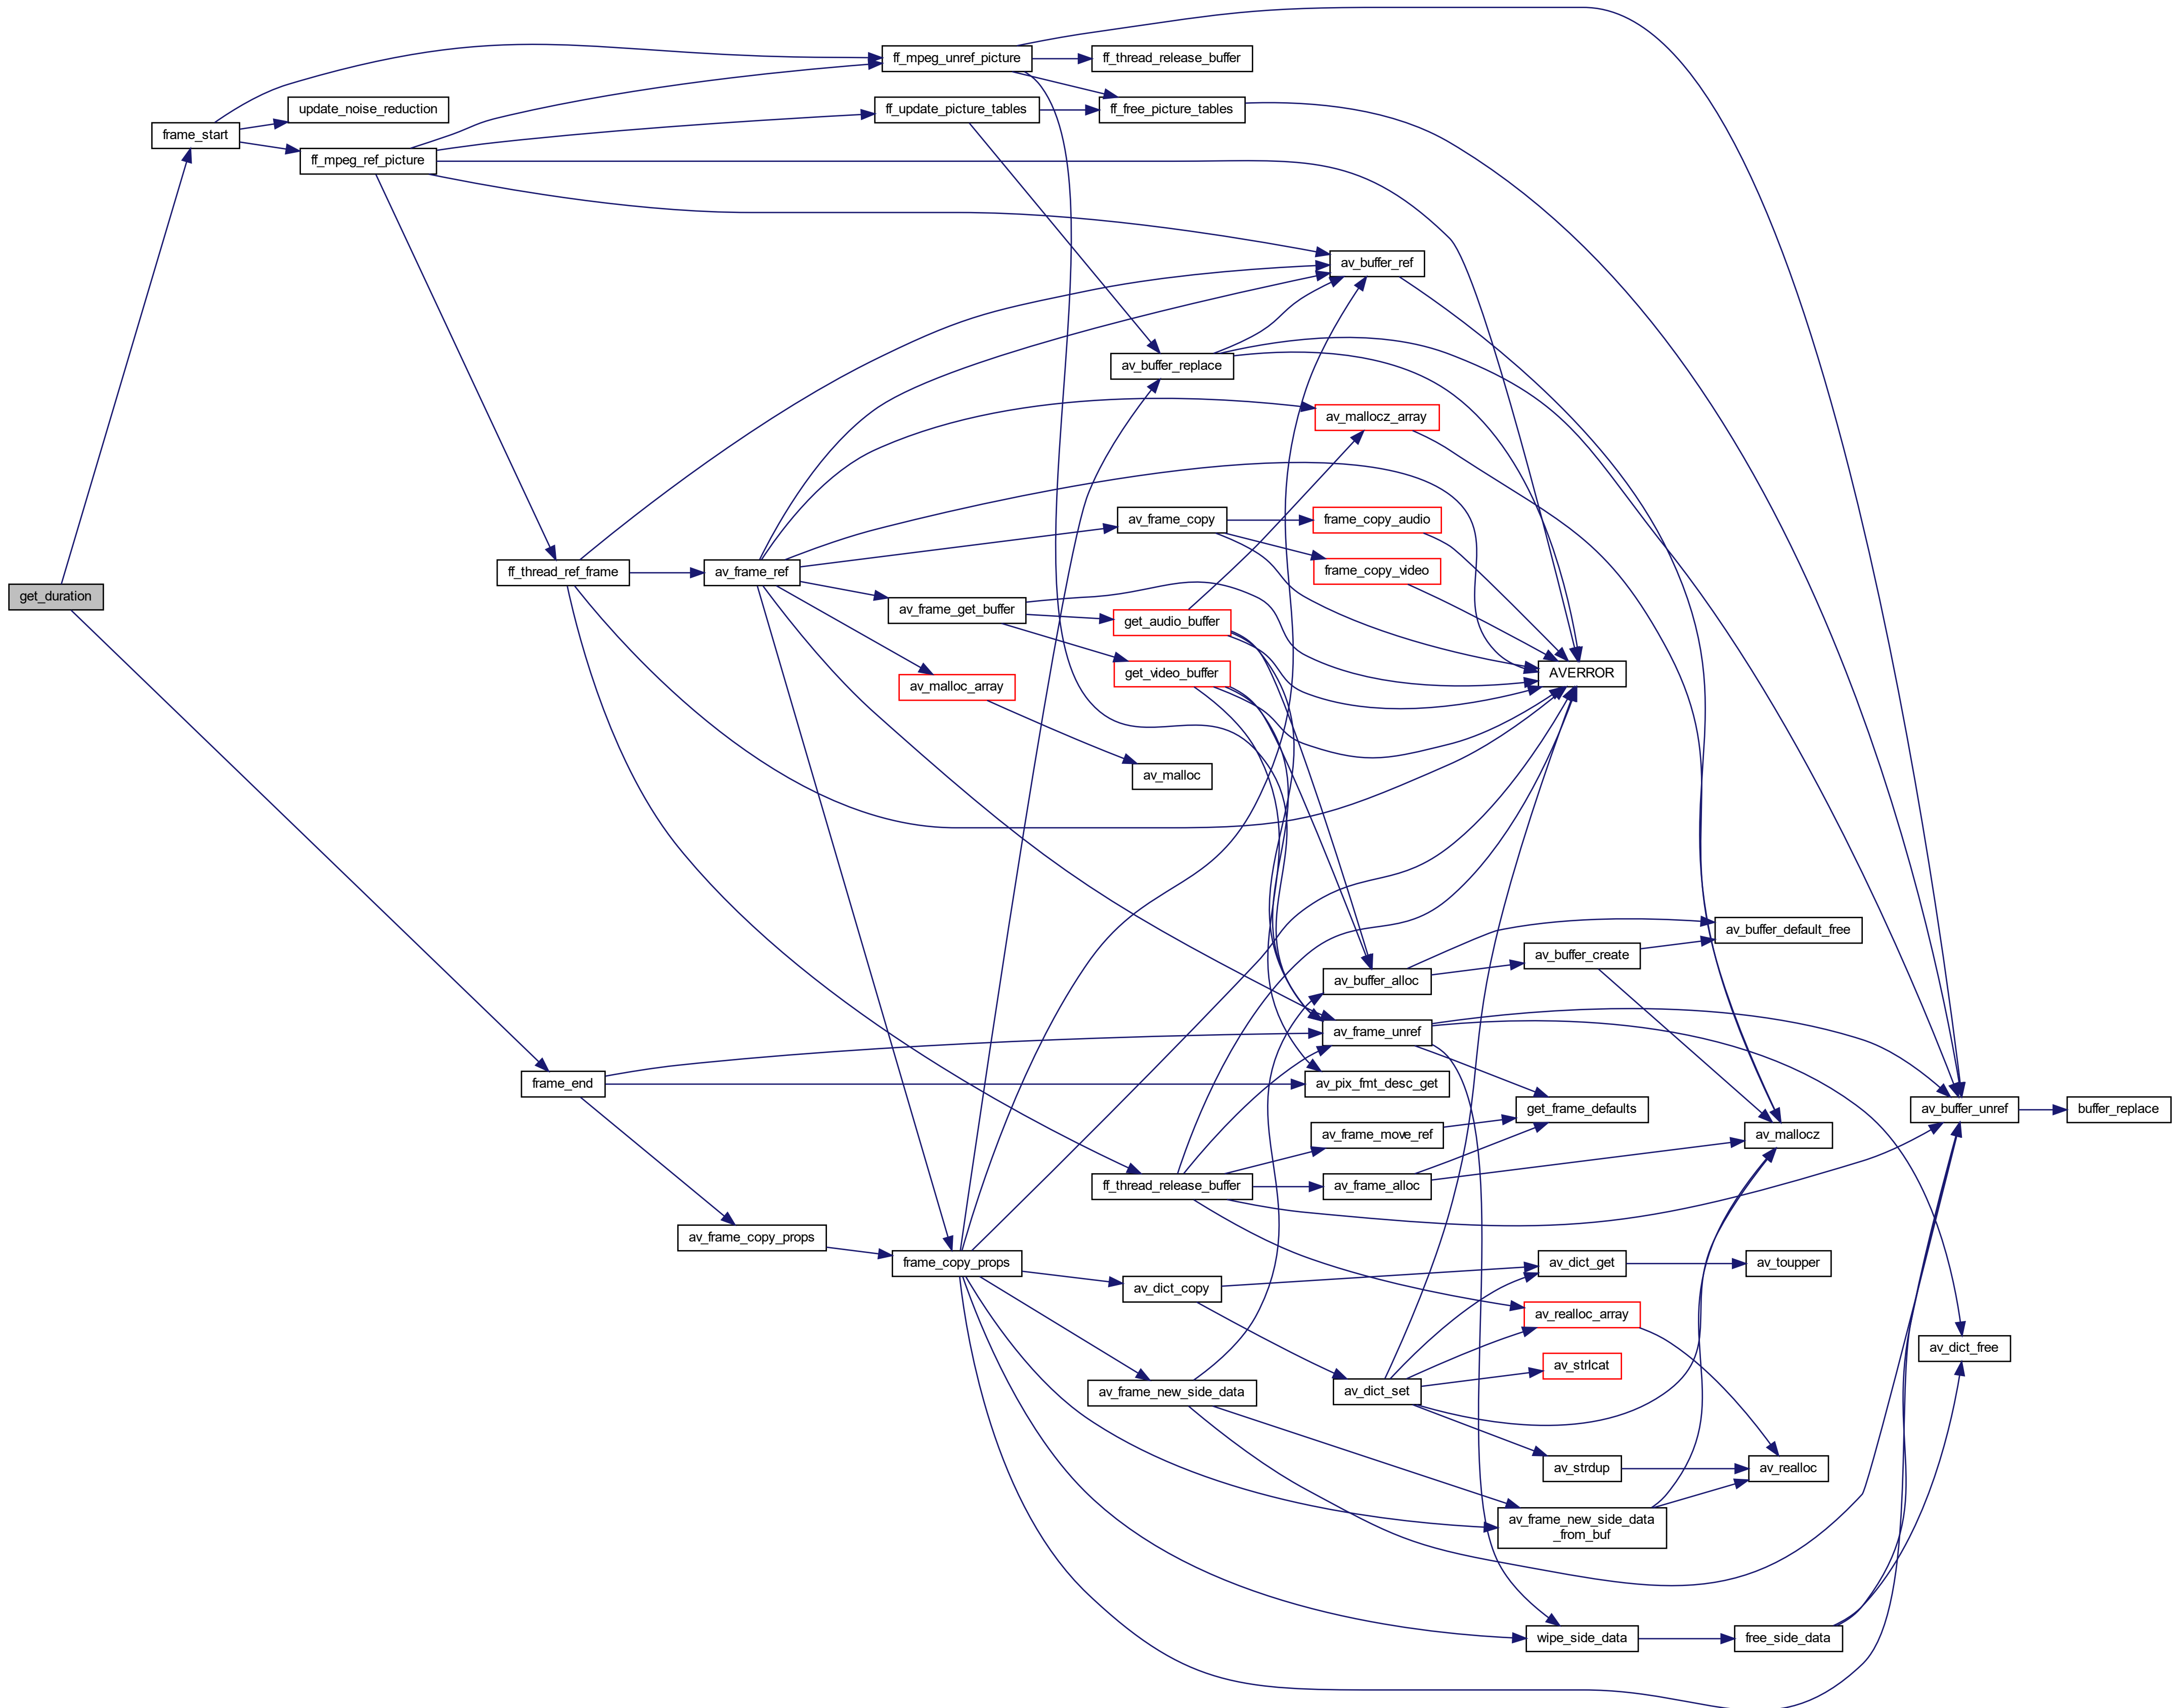 ff_mpeg_unref_picture
ff_thread_release_buffer
update_noise_reduction
ff_update_picture_tables
ff_free_picture_tables
frame_start
ff_mpeg_ref_picture
av_buffer_ref
av_buffer_replace
av_mallocz_array
av_frame_copy
frame_copy_audio
ff_thread_ref_frame
av_frame_ref
frame_copy_video
get_duration
av_frame_get_buffer
get_audio_buffer
get_video_buffer
AVERROR
av_malloc_array
av_malloc
av_buffer_default_free
av_buffer_create
av_buffer_alloc
av_frame_unref
frame_end
av_pix_fmt_desc_get
get_frame_defaults
av_buffer_unref
buffer_replace
av_frame_move_ref
av_mallocz
ff_thread_release_buffer
av_frame_alloc
av_frame_copy_props
frame_copy_props
av_dict_get
av_toupper
av_dict_copy
av_realloc_array
av_dict_free
av_strlcat
av_frame_new_side_data
av_dict_set
av_strdup
av_realloc
av_frame_new_side_data
_from_buf
wipe_side_data
free_side_data